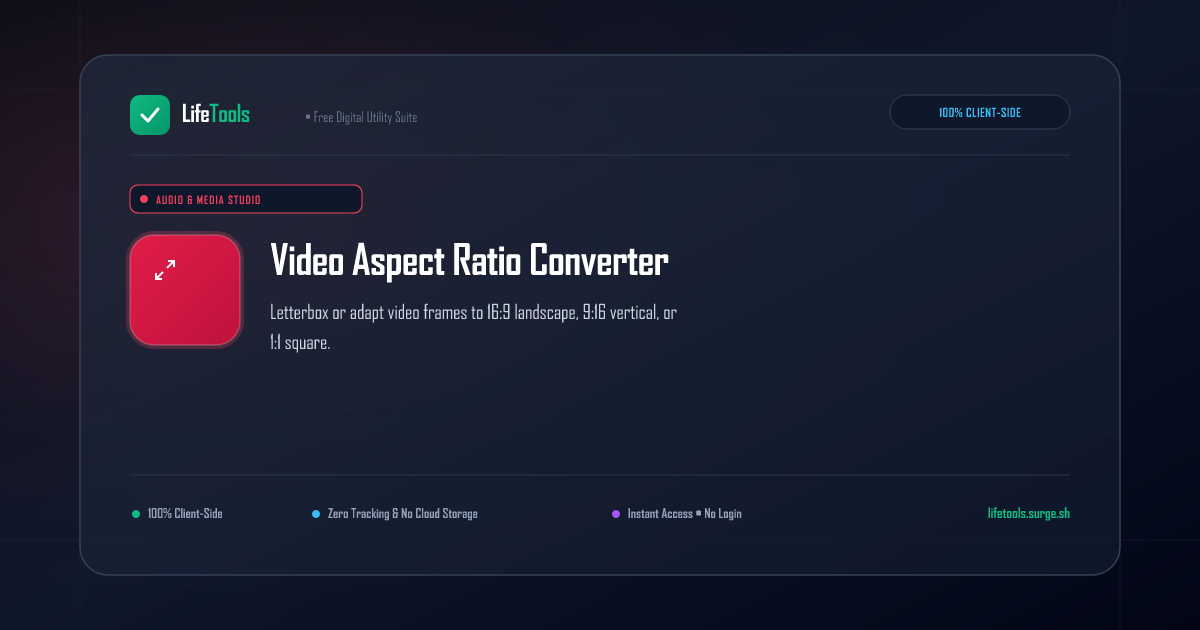 LifeTools
▪ Free Digital Utility Suite
100% CLIENT-SIDE
AUDIO & MEDIA STUDIO
Video Aspect Ratio Converter
Letterbox or adapt video frames to 16:9 landscape, 9:16 vertical, or
1:1 square.
100% Client-Side
Zero Tracking & No Cloud Storage
Instant Access ▪ No Login
lifetools.surge.sh